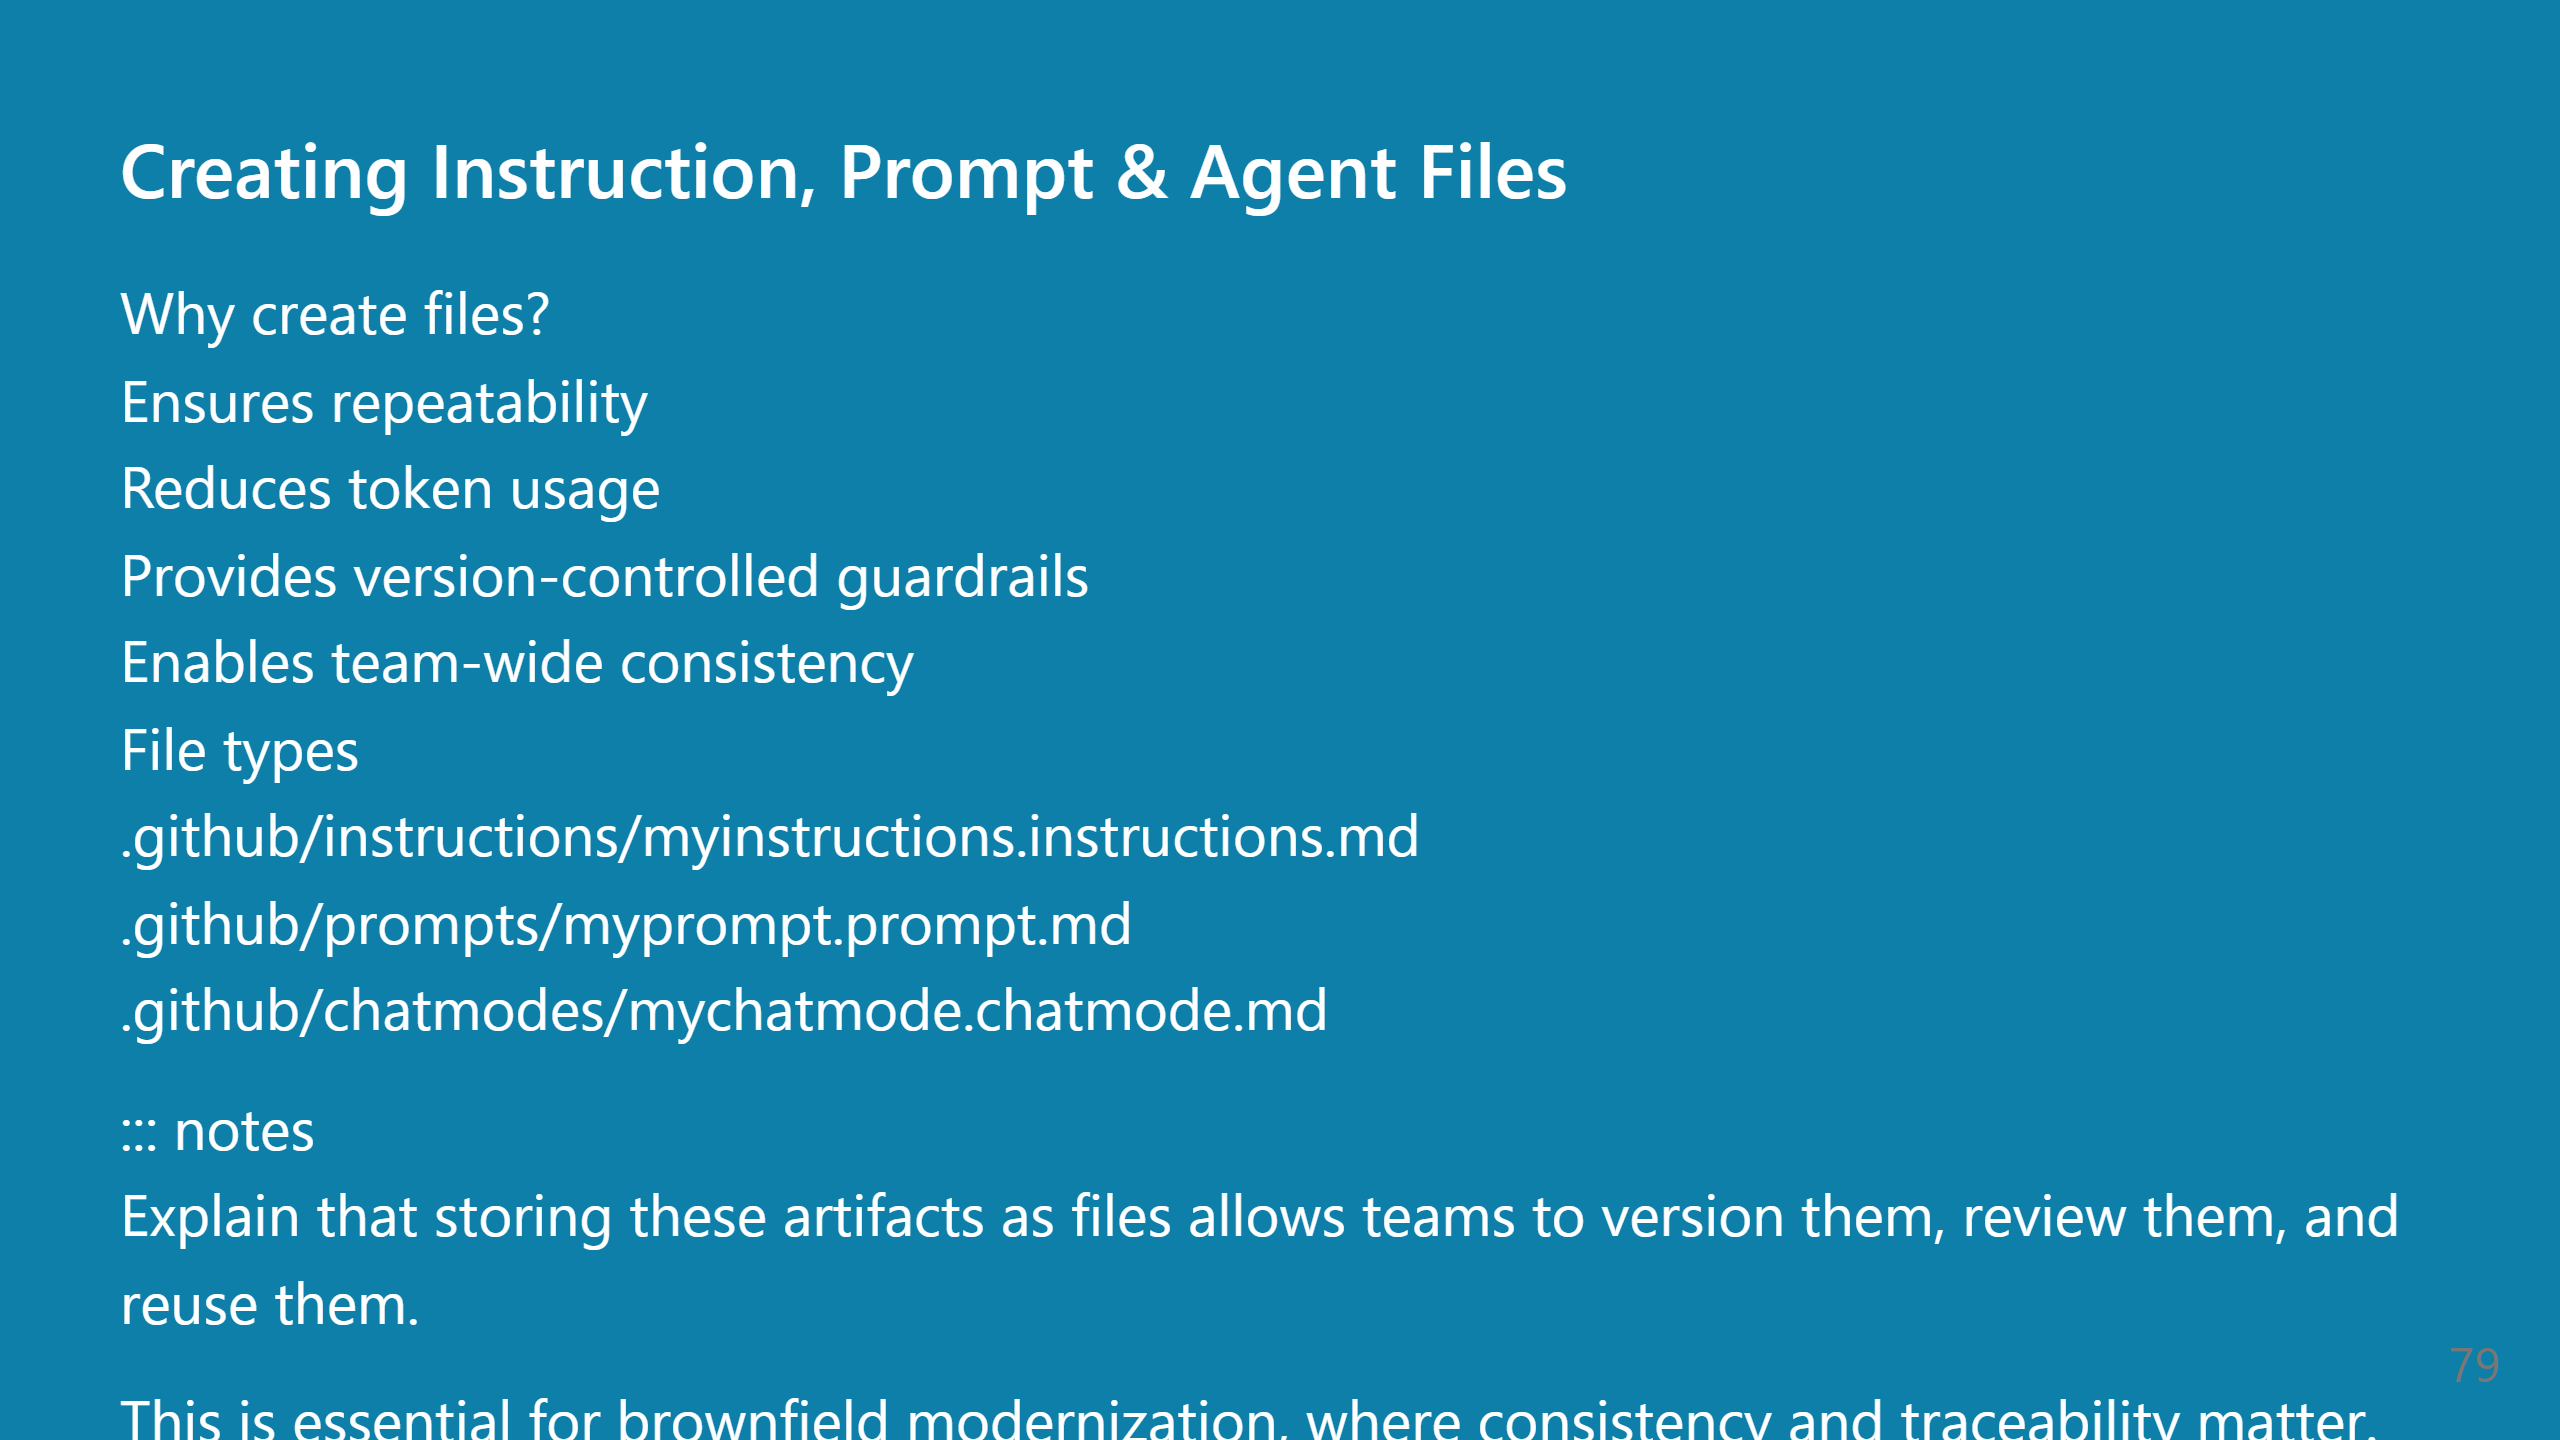 Creating Instruction, Prompt & Agent Files
Why create files?
Ensures repeatability
Reduces token usage
Provides version-controlled guardrails
Enables team-wide consistency
File types
.github/instructions/myinstructions.instructions.md
.github/prompts/myprompt.prompt.md
.github/chatmodes/mychatmode.chatmode.md
::: notes
Explain that storing these artifacts as files allows teams to version them, review them, and
reuse them.
79
This is essential for brownfield modernization, where consistency and traceability matter.